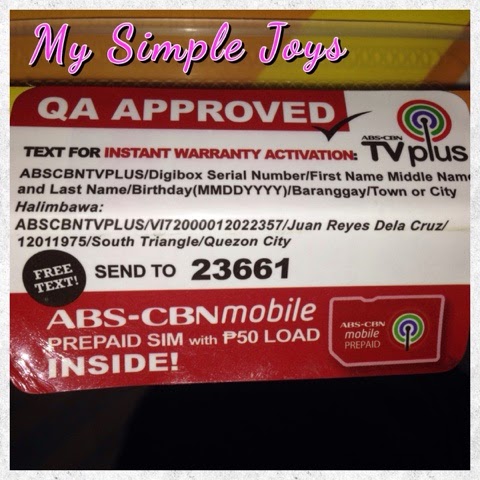 My Simple Joys
QA APPROVED
ABS-CBN
TVplus
TEXT FOR INSTANT WARRANTY ACTIVATION:
ABSCBNTVPLUS/Digibox Serial Number/First Name Middle Name
and Last Name/Birthday(MMDDYYYY)/Baranggay/Town or City
Halimbawa:
ABSCBNTVPLUS/VI72000012022357/Juan Reyes Dela Cruz/
12011975/South Triangle/Quezon City
FREE
TEXT!
SEND TO 23661
ABS-CBNmobile
PREPAID SIM with ₱50 LOAD
INSIDE!
ABS-CBN
mobile
PREPAID